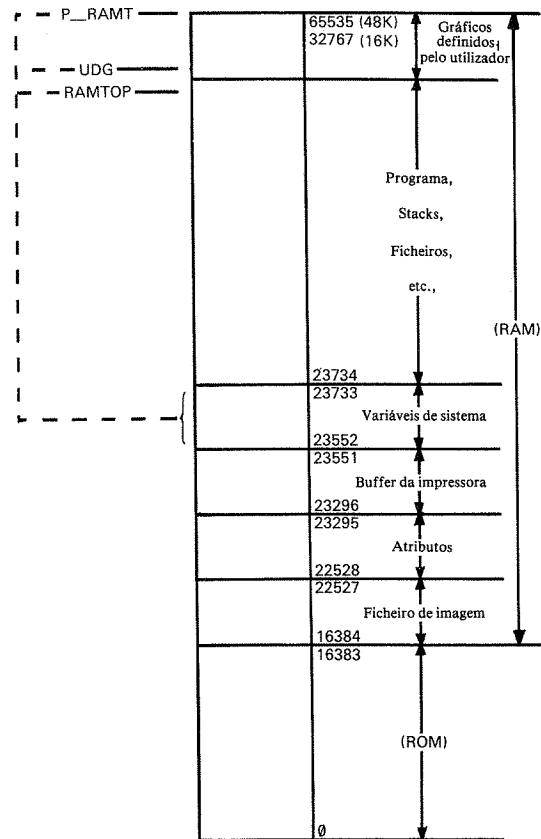 P__RAMT
65535 (48K)
32767 (16K)
Gráficos
definidos
pelo utilizador
UDG
RAMTOP
Programa,
Stacks,
Ficheiros,
etc.,
(RAM)
23734
23733
Variáveis de sistema
23552
23551
Buffer da impressora
23296
23295
Atributos
22528
22527
Ficheiro de imagem
16384
16383
(ROM)
0